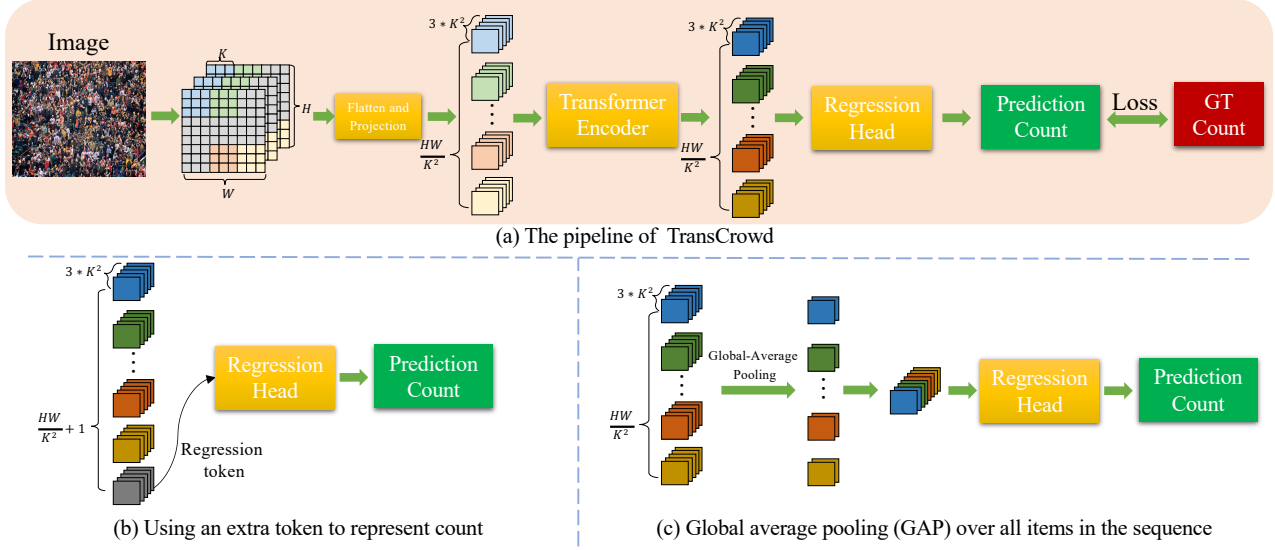 Image
K
H
W
Flatten and
Projection
3 ∗ K²
HW
K²
Transformer
Encoder
3 ∗ K²
HW
K²
Regression
Head
Prediction
Count
Loss
GT
Count
(a) The pipeline of TransCrowd
3 ∗ K²
HW
K² + 1
Regression
token
Regression
Head
Prediction
Count
(b) Using an extra token to represent count
3 ∗ K²
HW
K²
Global-Average
Pooling
Regression
Head
Prediction
Count
(c) Global average pooling (GAP) over all items in the sequence